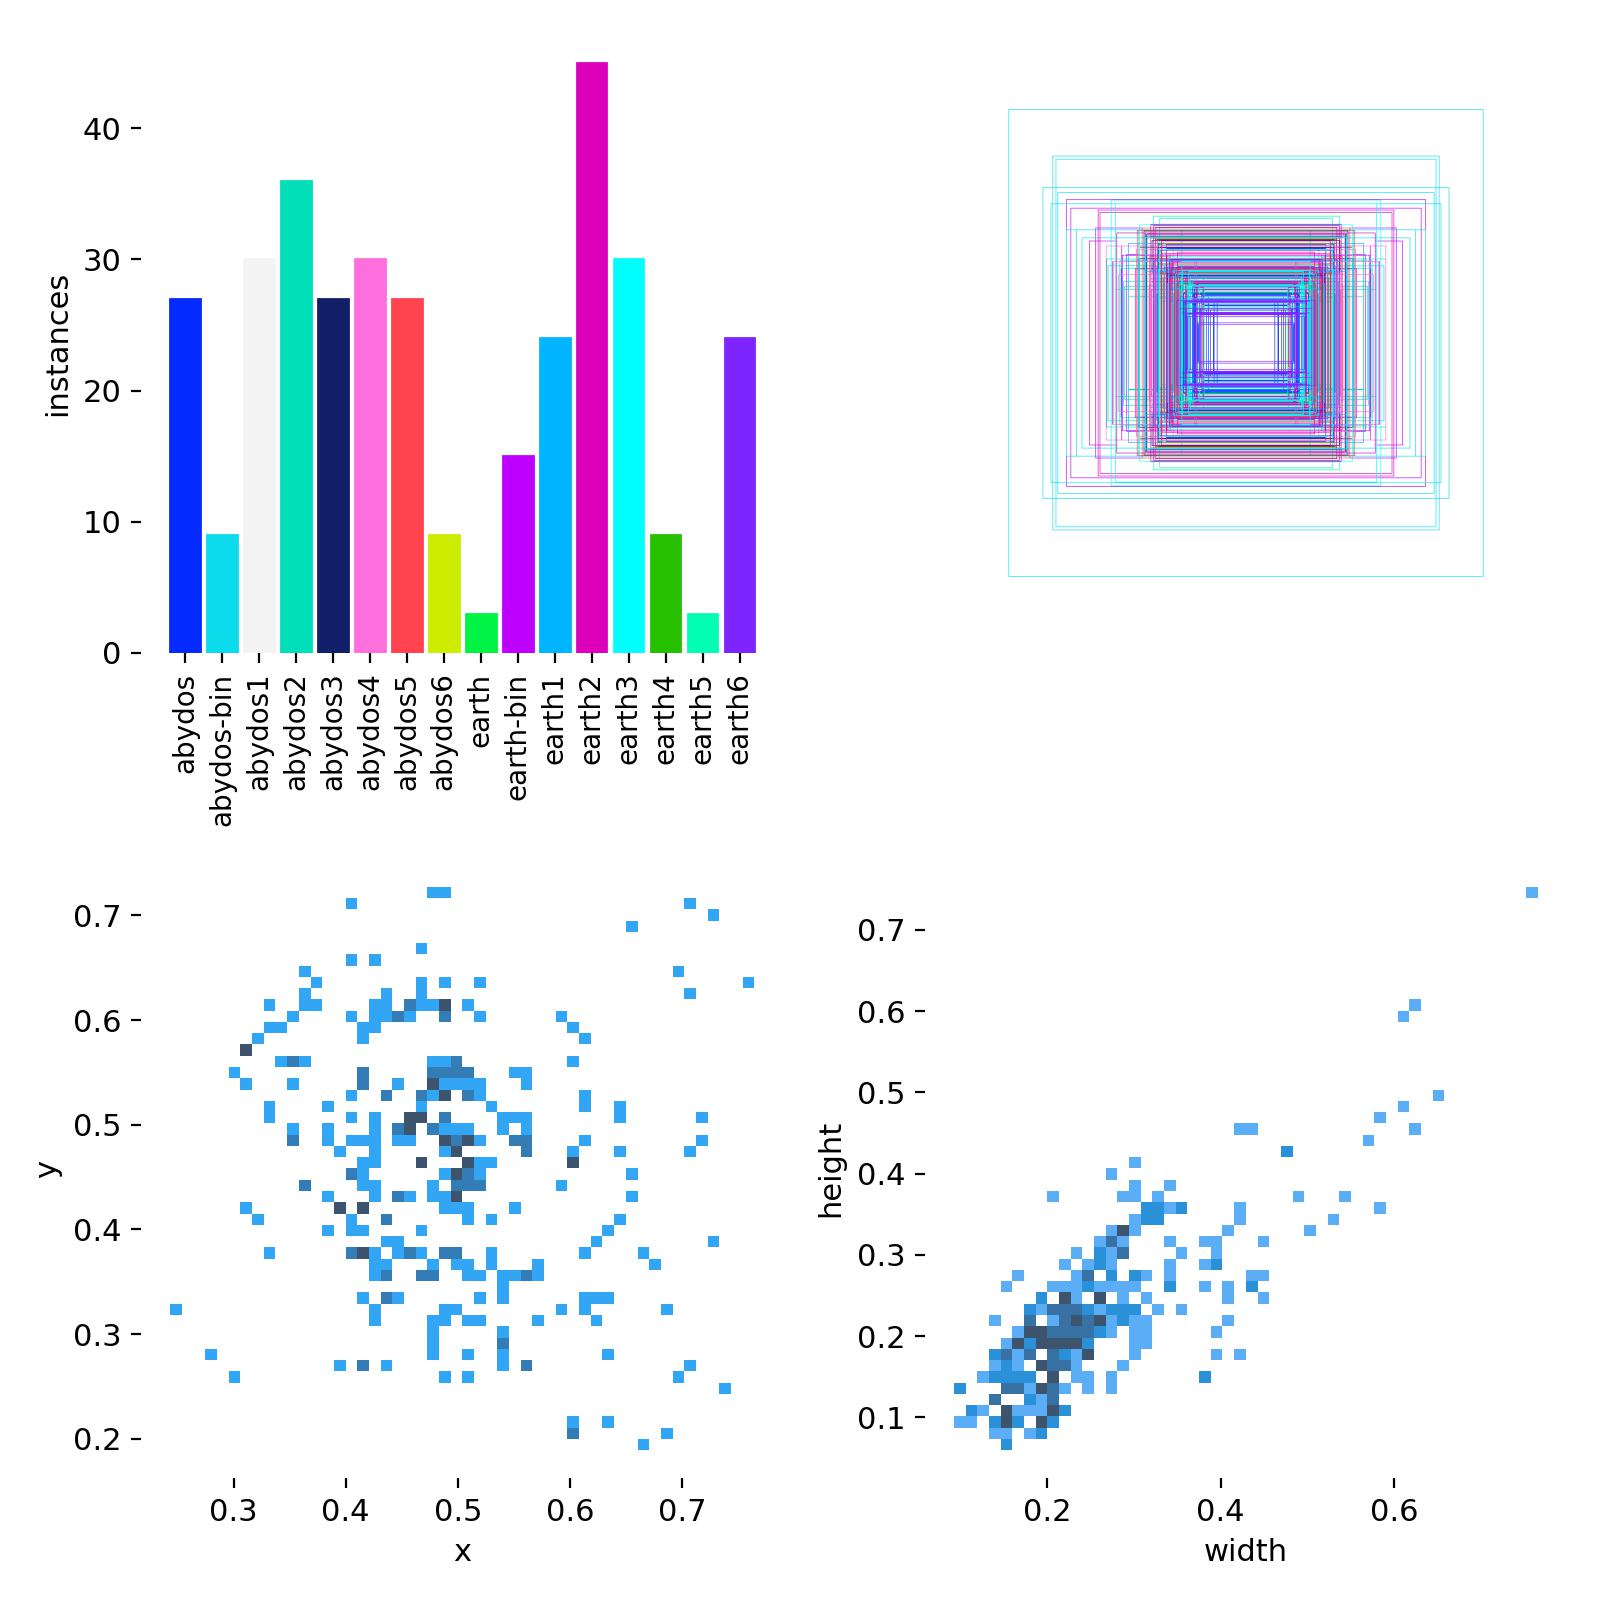 instances
40
30
20
10
0
abydos
abydos-bin
abydos1
abydos2
abydos3
abydos4
abydos5
abydos6
earth
earth-bin
earth1
earth2
earth3
earth4
earth5
earth6
y
0.7
0.6
0.5
0.4
0.3
0.2
0.3 0.4 0.5 0.6 0.7
x
height
0.7
0.6
0.5
0.4
0.3
0.2
0.1
0.2 0.4 0.6
width